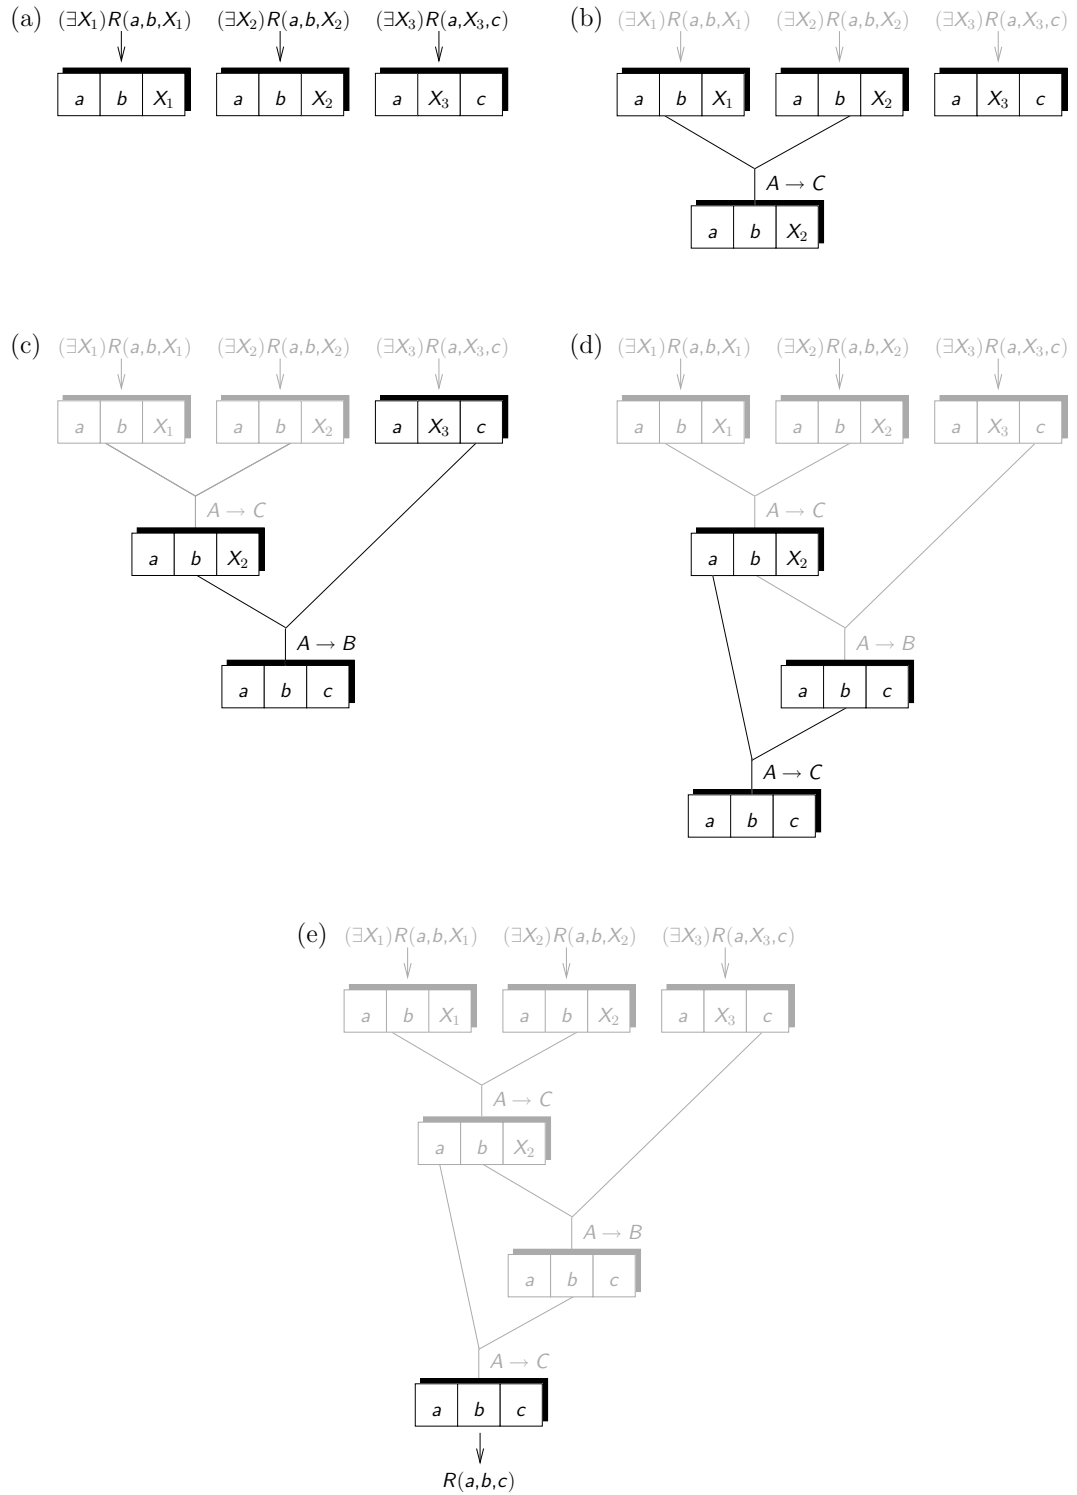 (a) (∃X₁)R(a,b,X₁) (∃X₂)R(a,b,X₂) (∃X₃)R(a,X₃,c)
a b X₁ a b X₂ a X₃ c
(b) (∃X₁)R(a,b,X₁) (∃X₂)R(a,b,X₂) (∃X₃)R(a,X₃,c)
a b X₁ a b X₂ a X₃ c
A → C
a b X₂
(c) (∃X₁)R(a,b,X₁) (∃X₂)R(a,b,X₂) (∃X₃)R(a,X₃,c)
a b X₁ a b X₂ a X₃ c
A → C
a b X₂
A → B
a b c
(d) (∃X₁)R(a,b,X₁) (∃X₂)R(a,b,X₂) (∃X₃)R(a,X₃,c)
a b X₁ a b X₂ a X₃ c
A → C
a b X₂
A → B
a b c
A → C
a b c
(e) (∃X₁)R(a,b,X₁) (∃X₂)R(a,b,X₂) (∃X₃)R(a,X₃,c)
a b X₁ a b X₂ a X₃ c
A → C
a b X₂
A → B
a b c
A → C
a b c
R(a,b,c)